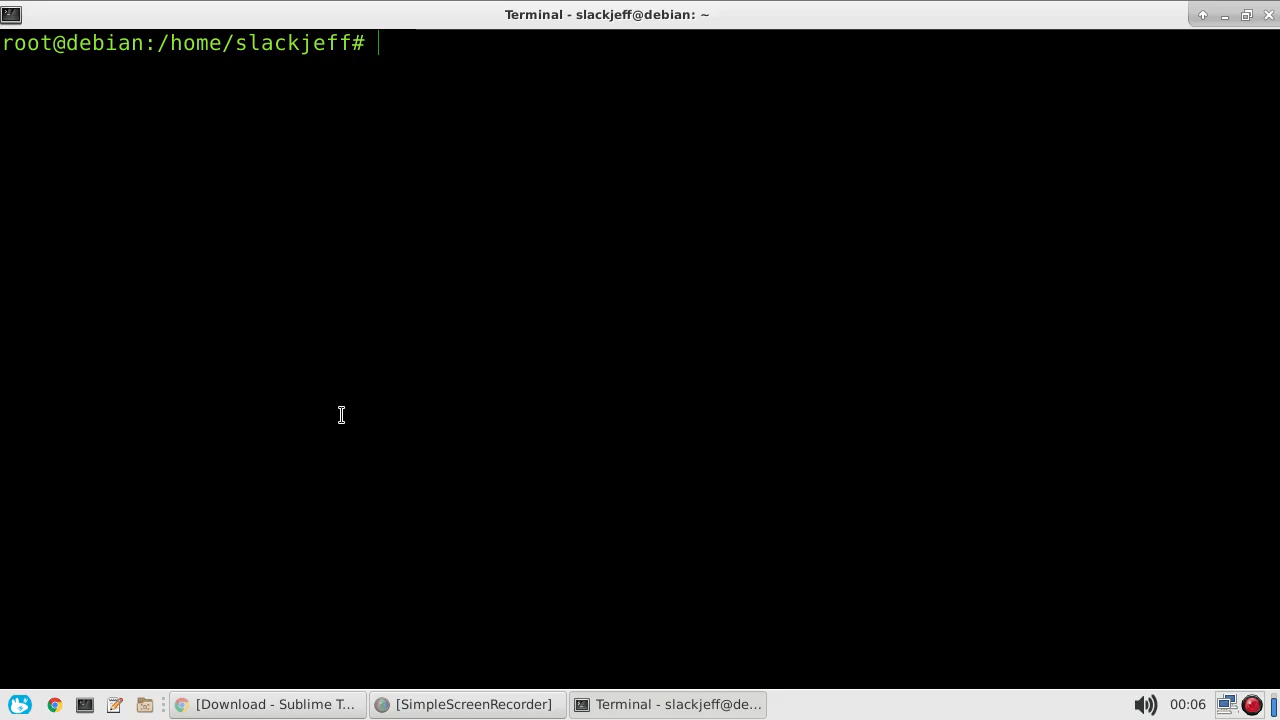 Terminal - slackjeff@debian: ~
root@debian:/home/slackjeff#
[Download - Sublime T...
[SimpleScreenRecorder]
Terminal - slackjeff@de...
00:06